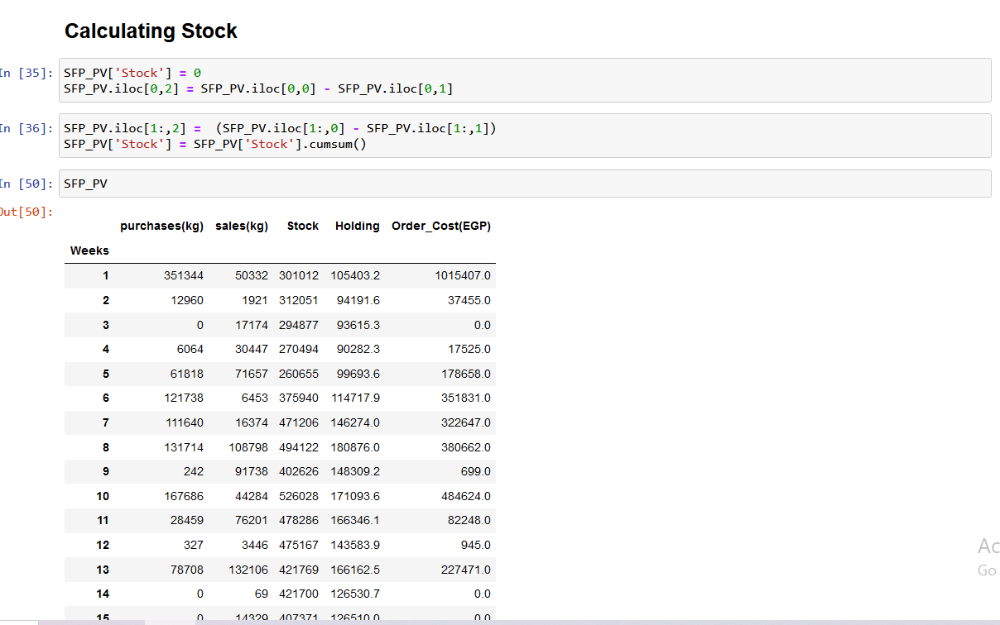 Calculating Stock
In [35]: SFP_PV['Stock'] = 0
SFP_PV.iloc[0,2] = SFP_PV.iloc[0,0] - SFP_PV.iloc[0,1]
In [36]: SFP_PV.iloc[1:,2] =  (SFP_PV.iloc[1:,0] - SFP_PV.iloc[1:,1])
SFP_PV['Stock'] = SFP_PV['Stock'].cumsum()
In [50]: SFP_PV
Out[50]:
purchases(kg) sales(kg) Stock Holding Order_Cost(EGP)
Weeks
1 351344 50332 301012 105403.2 1015407.0
2 12960 1921 312051 94191.6 37455.0
3 0 17174 294877 93615.3 0.0
4 6064 30447 270494 90282.3 17525.0
5 61818 71657 260655 99693.6 178658.0
6 121738 6453 375940 114717.9 351831.0
7 111640 16374 471206 146274.0 322647.0
8 131714 108798 494122 180876.0 380662.0
9 242 91738 402626 148309.2 699.0
10 167686 44284 526028 171093.6 484624.0
11 28459 76201 478286 166346.1 82248.0
12 327 3446 475167 143583.9 945.0
13 78708 132106 421769 166162.5 227471.0
14 0 69 421700 126530.7 0.0
15 0 14329 407371 126510.0 0.0
Ac
Go